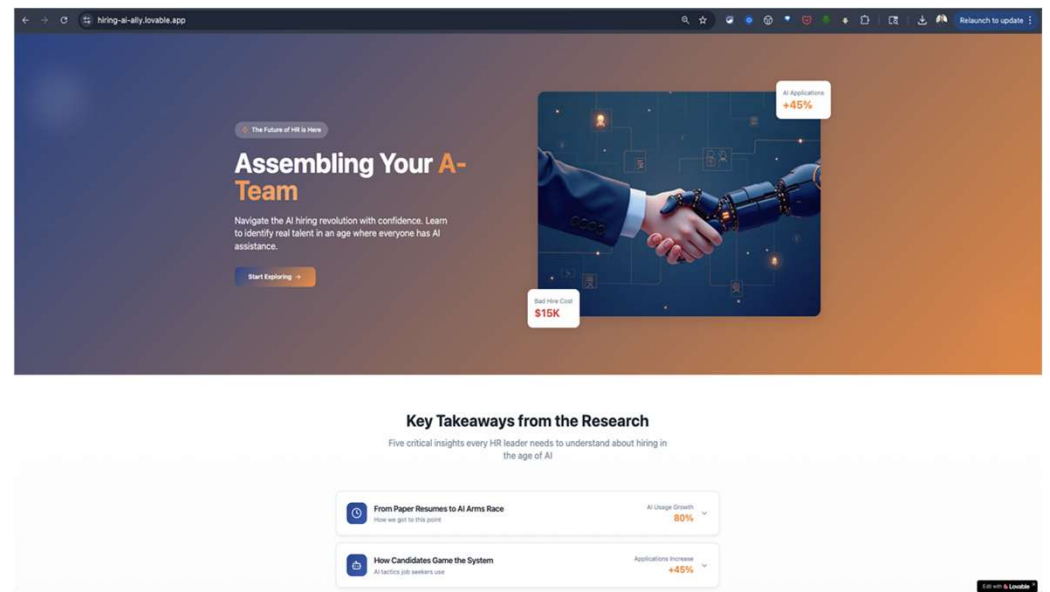 hiring-ai-ally.lovable.app
Relaunch to update
The Future of HR is Here
Assembling Your A-
Team
Navigate the AI hiring revolution with confidence. Learn
to identify real talent in an age where everyone has AI
assistance.
Start Exploring →
AI Applications
+45%
Bad Hire Cost
$15K
Key Takeaways from the Research
Five critical insights every HR leader needs to understand about hiring in
the age of AI
From Paper Resumes to AI Arms Race
How we got to this point
AI Usage Growth
80%
How Candidates Game the System
AI tactics job seekers use
Applications Increase
+45%
Edit with Lovable